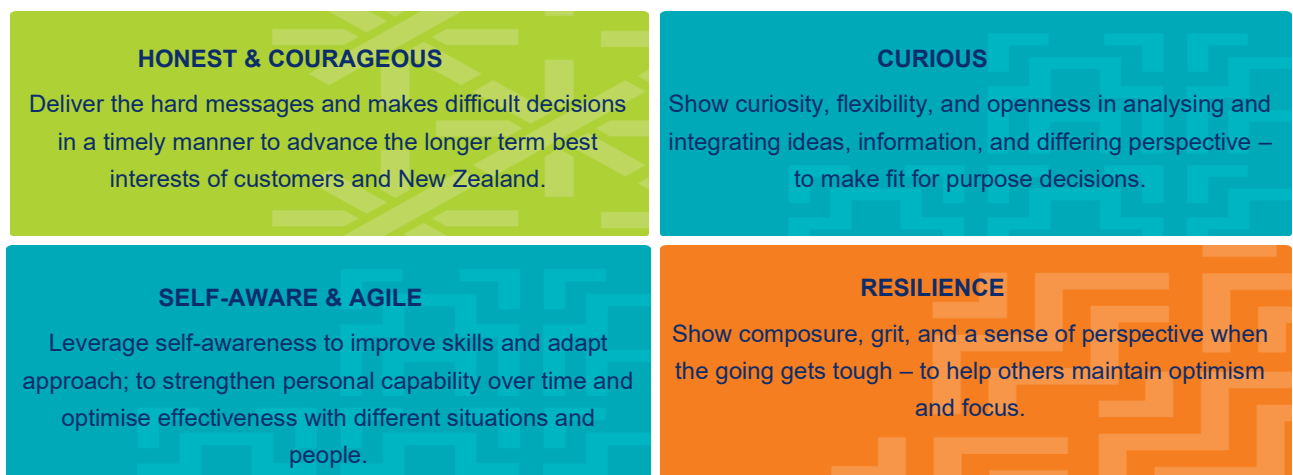 HONEST & COURAGEOUS
Deliver the hard messages and makes difficult decisions
in a timely manner to advance the longer term best
interests of customers and New Zealand.
CURIOUS
Show curiosity, flexibility, and openness in analysing and
integrating ideas, information, and differing perspective –
to make fit for purpose decisions.
SELF-AWARE & AGILE
Leverage self-awareness to improve skills and adapt
approach; to strengthen personal capability over time and
optimise effectiveness with different situations and
people.
RESILIENCE
Show composure, grit, and a sense of perspective when
the going gets tough – to help others maintain optimism
and focus.